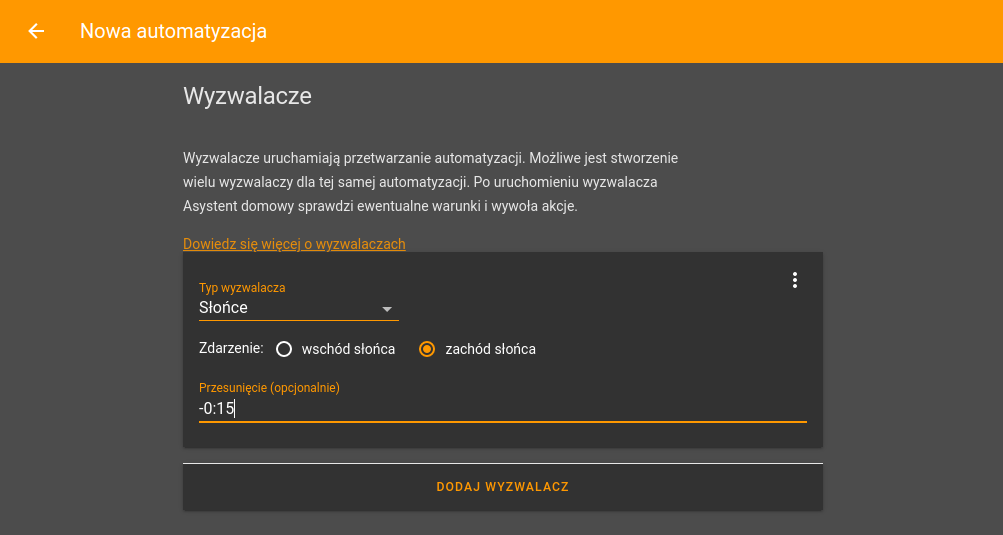 Nowa automatyzacja
Wyzwalacze
Wyzwalacze uruchamiają przetwarzanie automatyzacji. Możliwe jest stworzenie
wielu wyzwalaczy dla tej samej automatyzacji. Po uruchomieniu wyzwalacza
Asystent domowy sprawdzi ewentualne warunki i wywoła akcje.
Dowiedz się więcej o wyzwalaczach
Typ wyzwalacza
Słońce
Zdarzenie: wschód słońca zachód słońca
Przesunięcie (opcjonalnie)
-0:15
DODAJ WYZWALACZ